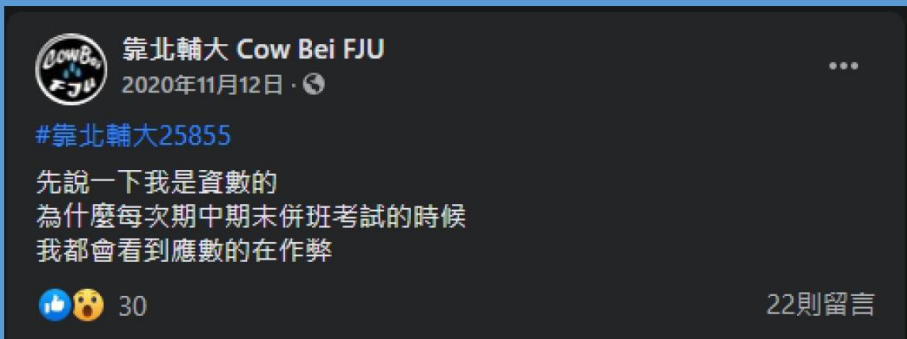 CowBei
FJU
靠北輔大 Cow Bei FJU
2020年11月12日 ·
#靠北輔大25855
先說一下我是資數的
為什麼每次期中期末併班考試的時候
我都會看到應數的在作弊
30
22則留言